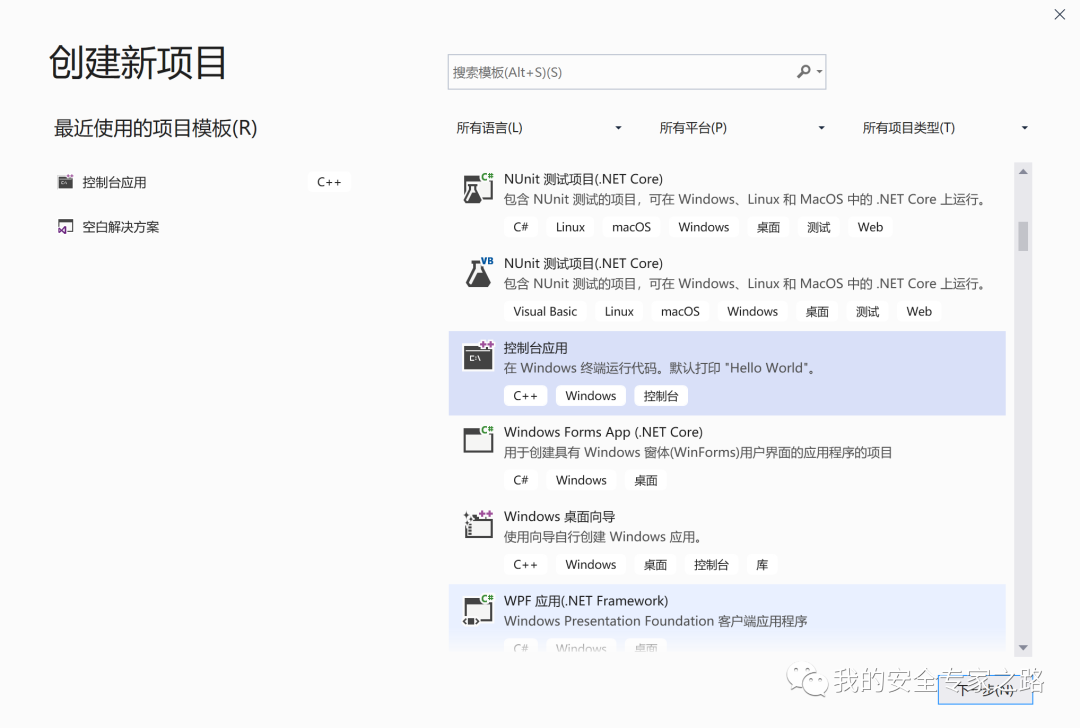 创建新项目
搜索模板(Alt+S)(S)
最近使用的项目模板(R)
所有语言(L) 所有平台(P) 所有项目类型(T)
控制台应用 C++
空白解决方案
C#
NUnit 测试项目(.NET Core)
包含 NUnit 测试的项目，可在 Windows、Linux 和 MacOS 中的 .NET Core 上运行。
C# Linux macOS Windows 桌面 测试 Web
VB
NUnit 测试项目(.NET Core)
包含 NUnit 测试的项目，可在 Windows、Linux 和 MacOS 中的 .NET Core 上运行。
Visual Basic Linux macOS Windows 桌面 测试 Web
++
C:\
控制台应用
在 Windows 终端运行代码。默认打印 "Hello World"。
C++ Windows 控制台
C#
Windows Forms App (.NET Core)
用于创建具有 Windows 窗体(WinForms)用户界面的应用程序的项目
C# Windows 桌面
++
Windows 桌面向导
使用向导自行创建 Windows 应用。
C++ Windows 桌面 控制台 库
C#
WPF 应用(.NET Framework)
Windows Presentation Foundation 客户端应用程序
C# Windows 桌面
我的安全专家之路
下一步(N)